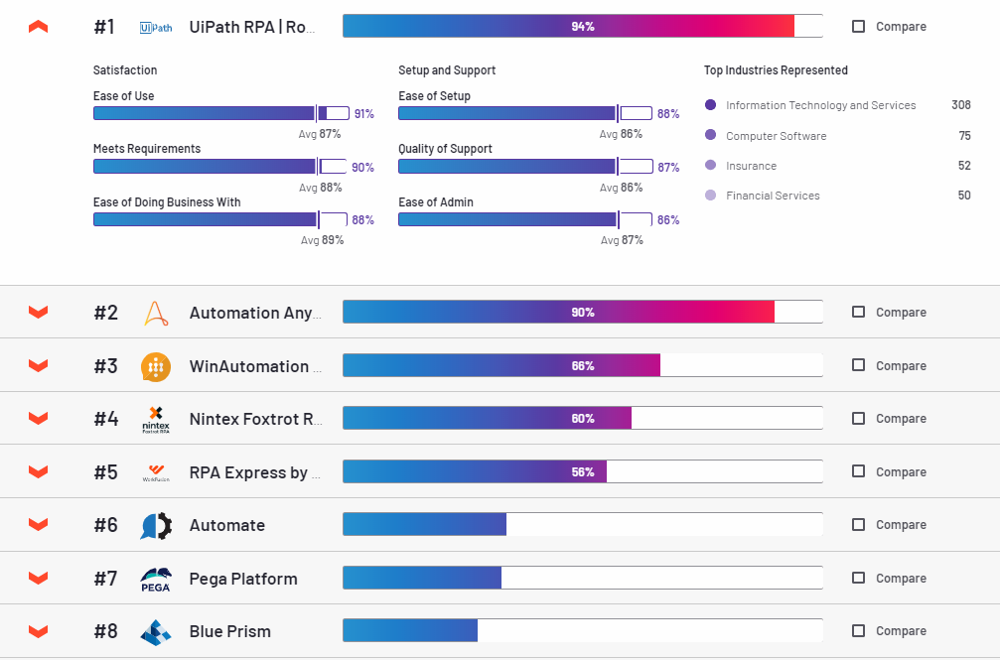 #1 UiPath UiPath RPA | Ro... 94% Compare
Satisfaction
Ease of Use
91%
Avg 87%
Meets Requirements
90%
Avg 88%
Ease of Doing Business With
88%
Avg 89%
Setup and Support
Ease of Setup
88%
Avg 86%
Quality of Support
87%
Avg 86%
Ease of Admin
86%
Avg 87%
Top Industries Represented
Information Technology and Services 308
Computer Software 75
Insurance 52
Financial Services 50
#2 Automation Any... 90% Compare
#3 WinAutomation ... 66% Compare
#4 nintex Foxtrot RPA Nintex Foxtrot R... 60% Compare
#5 WorkFusion RPA Express by ... 56% Compare
#6 Automate Compare
#7 PEGA Pega Platform Compare
#8 Blue Prism Compare